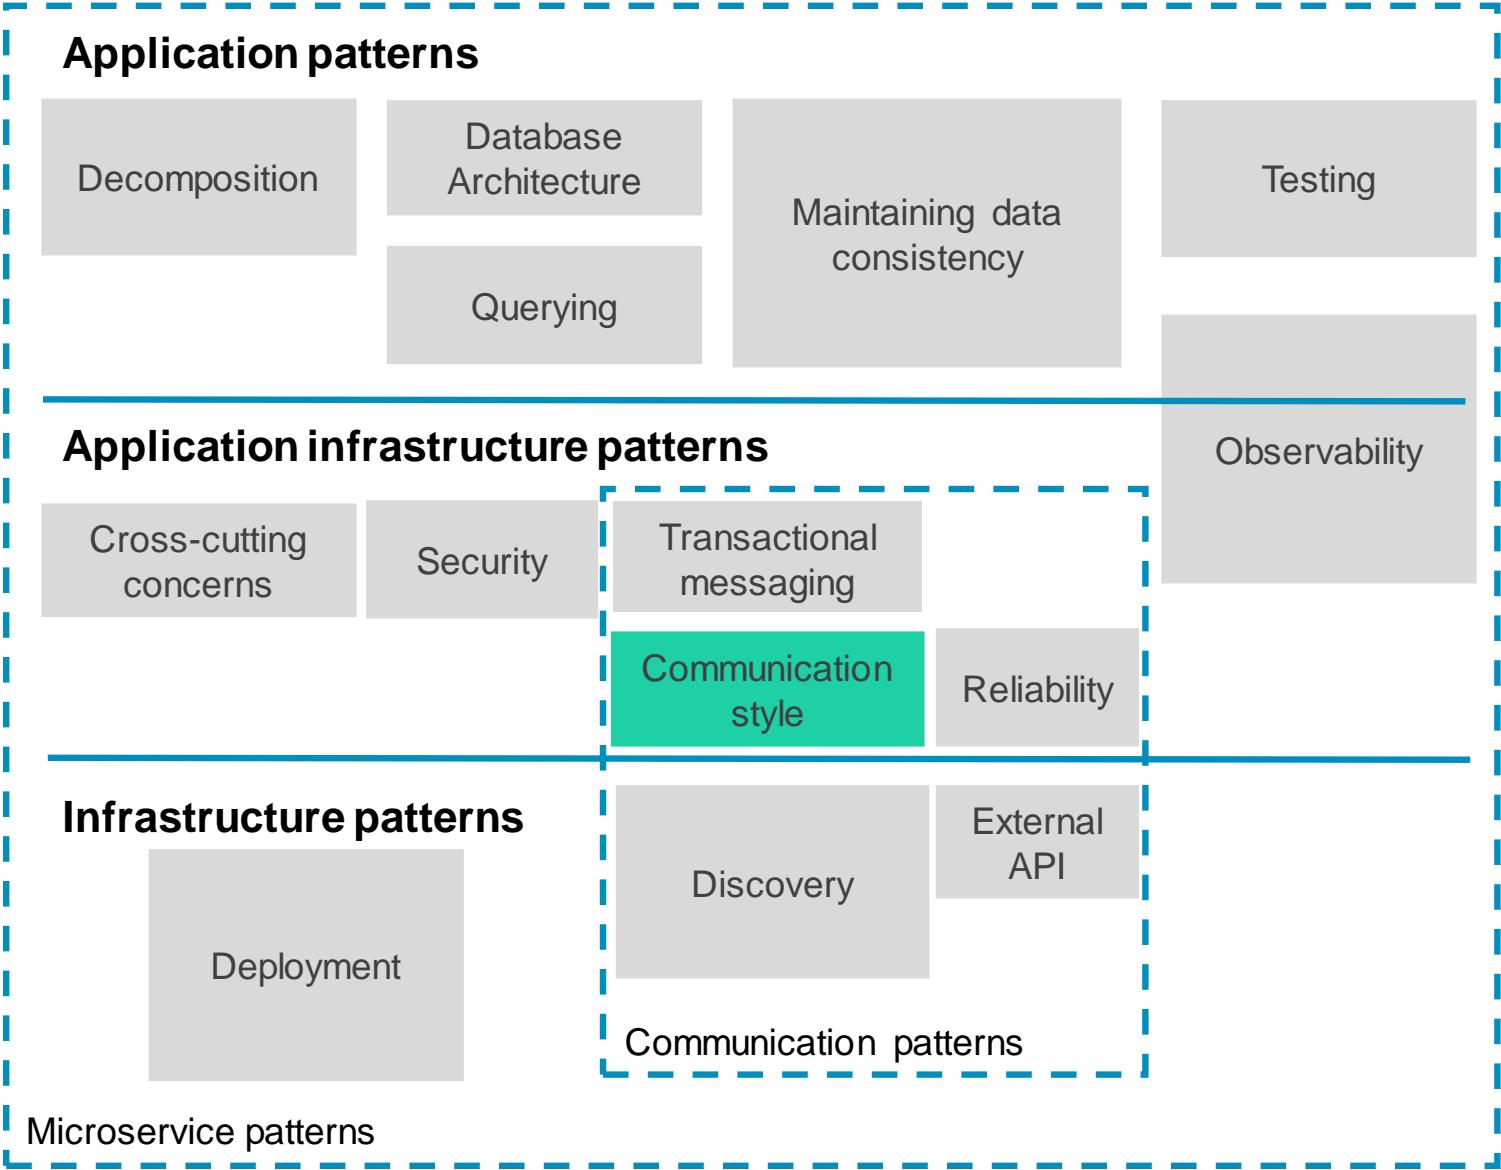 Application patterns
Decomposition
Database
Architecture
Querying
Maintaining data
consistency
Testing
Observability
Application infrastructure patterns
Cross-cutting
concerns
Security
Transactional
messaging
Communication
style
Reliability
Infrastructure patterns
Deployment
Discovery
External
API
Communication patterns
Microservice patterns